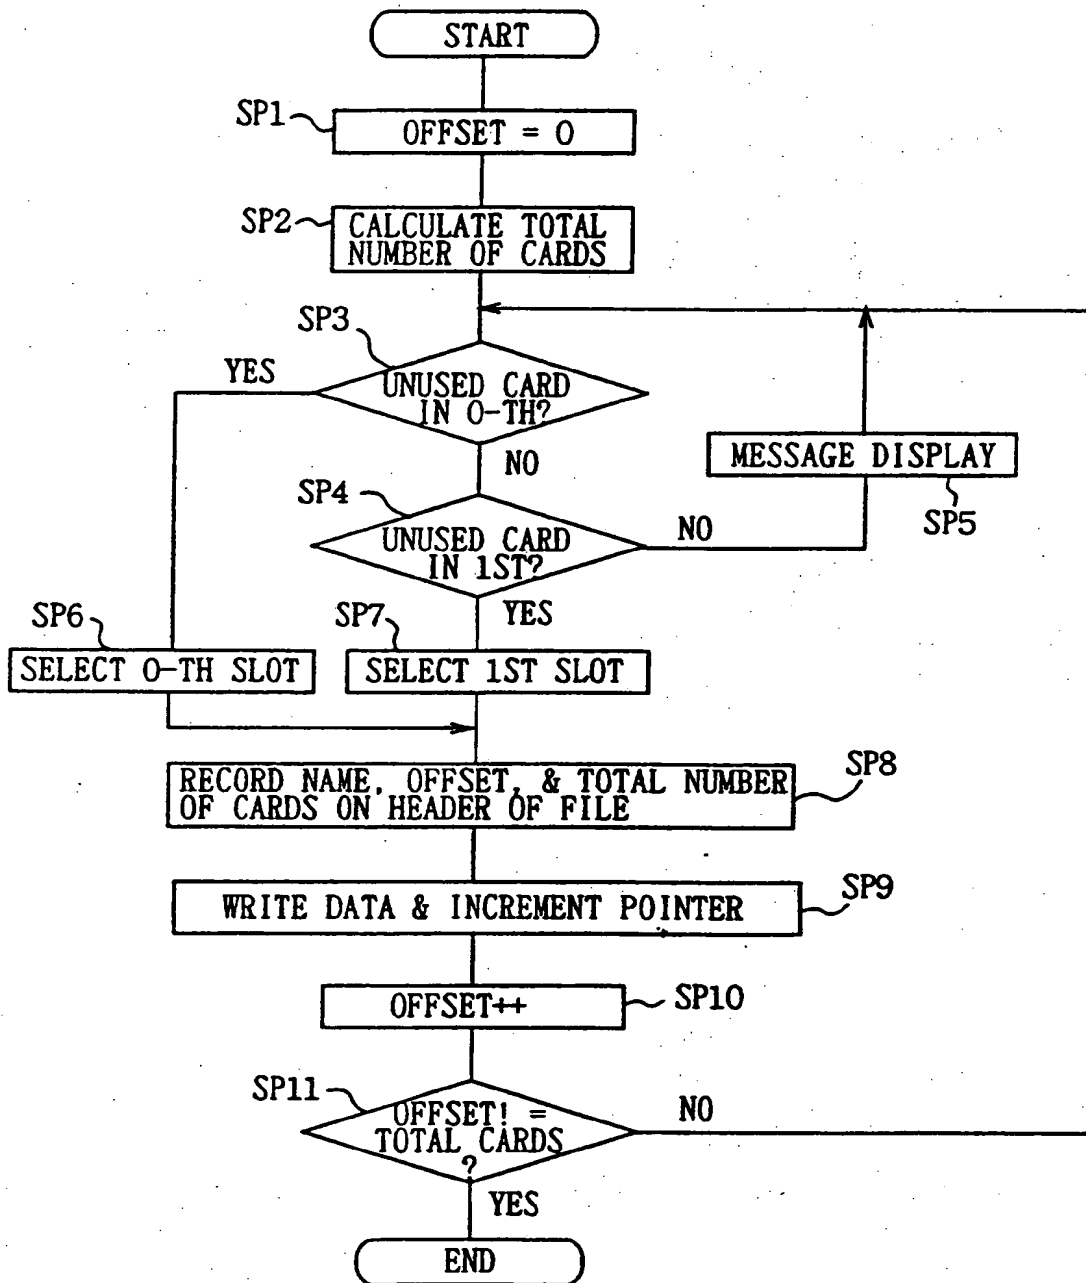 START
SP1
OFFSET = 0
SP2
CALCULATE TOTAL
NUMBER OF CARDS
SP3
YES
UNUSED CARD
IN 0-TH?
NO
MESSAGE DISPLAY
SP5
SP4
UNUSED CARD
IN 1ST?
NO
YES
SP6
SELECT 0-TH SLOT
SP7
SELECT 1ST SLOT
RECORD NAME, OFFSET, & TOTAL NUMBER
OF CARDS ON HEADER OF FILE
SP8
WRITE DATA & INCREMENT POINTER
SP9
OFFSET++
SP10
SP11
OFFSET! =
TOTAL CARDS
?
NO
YES
END